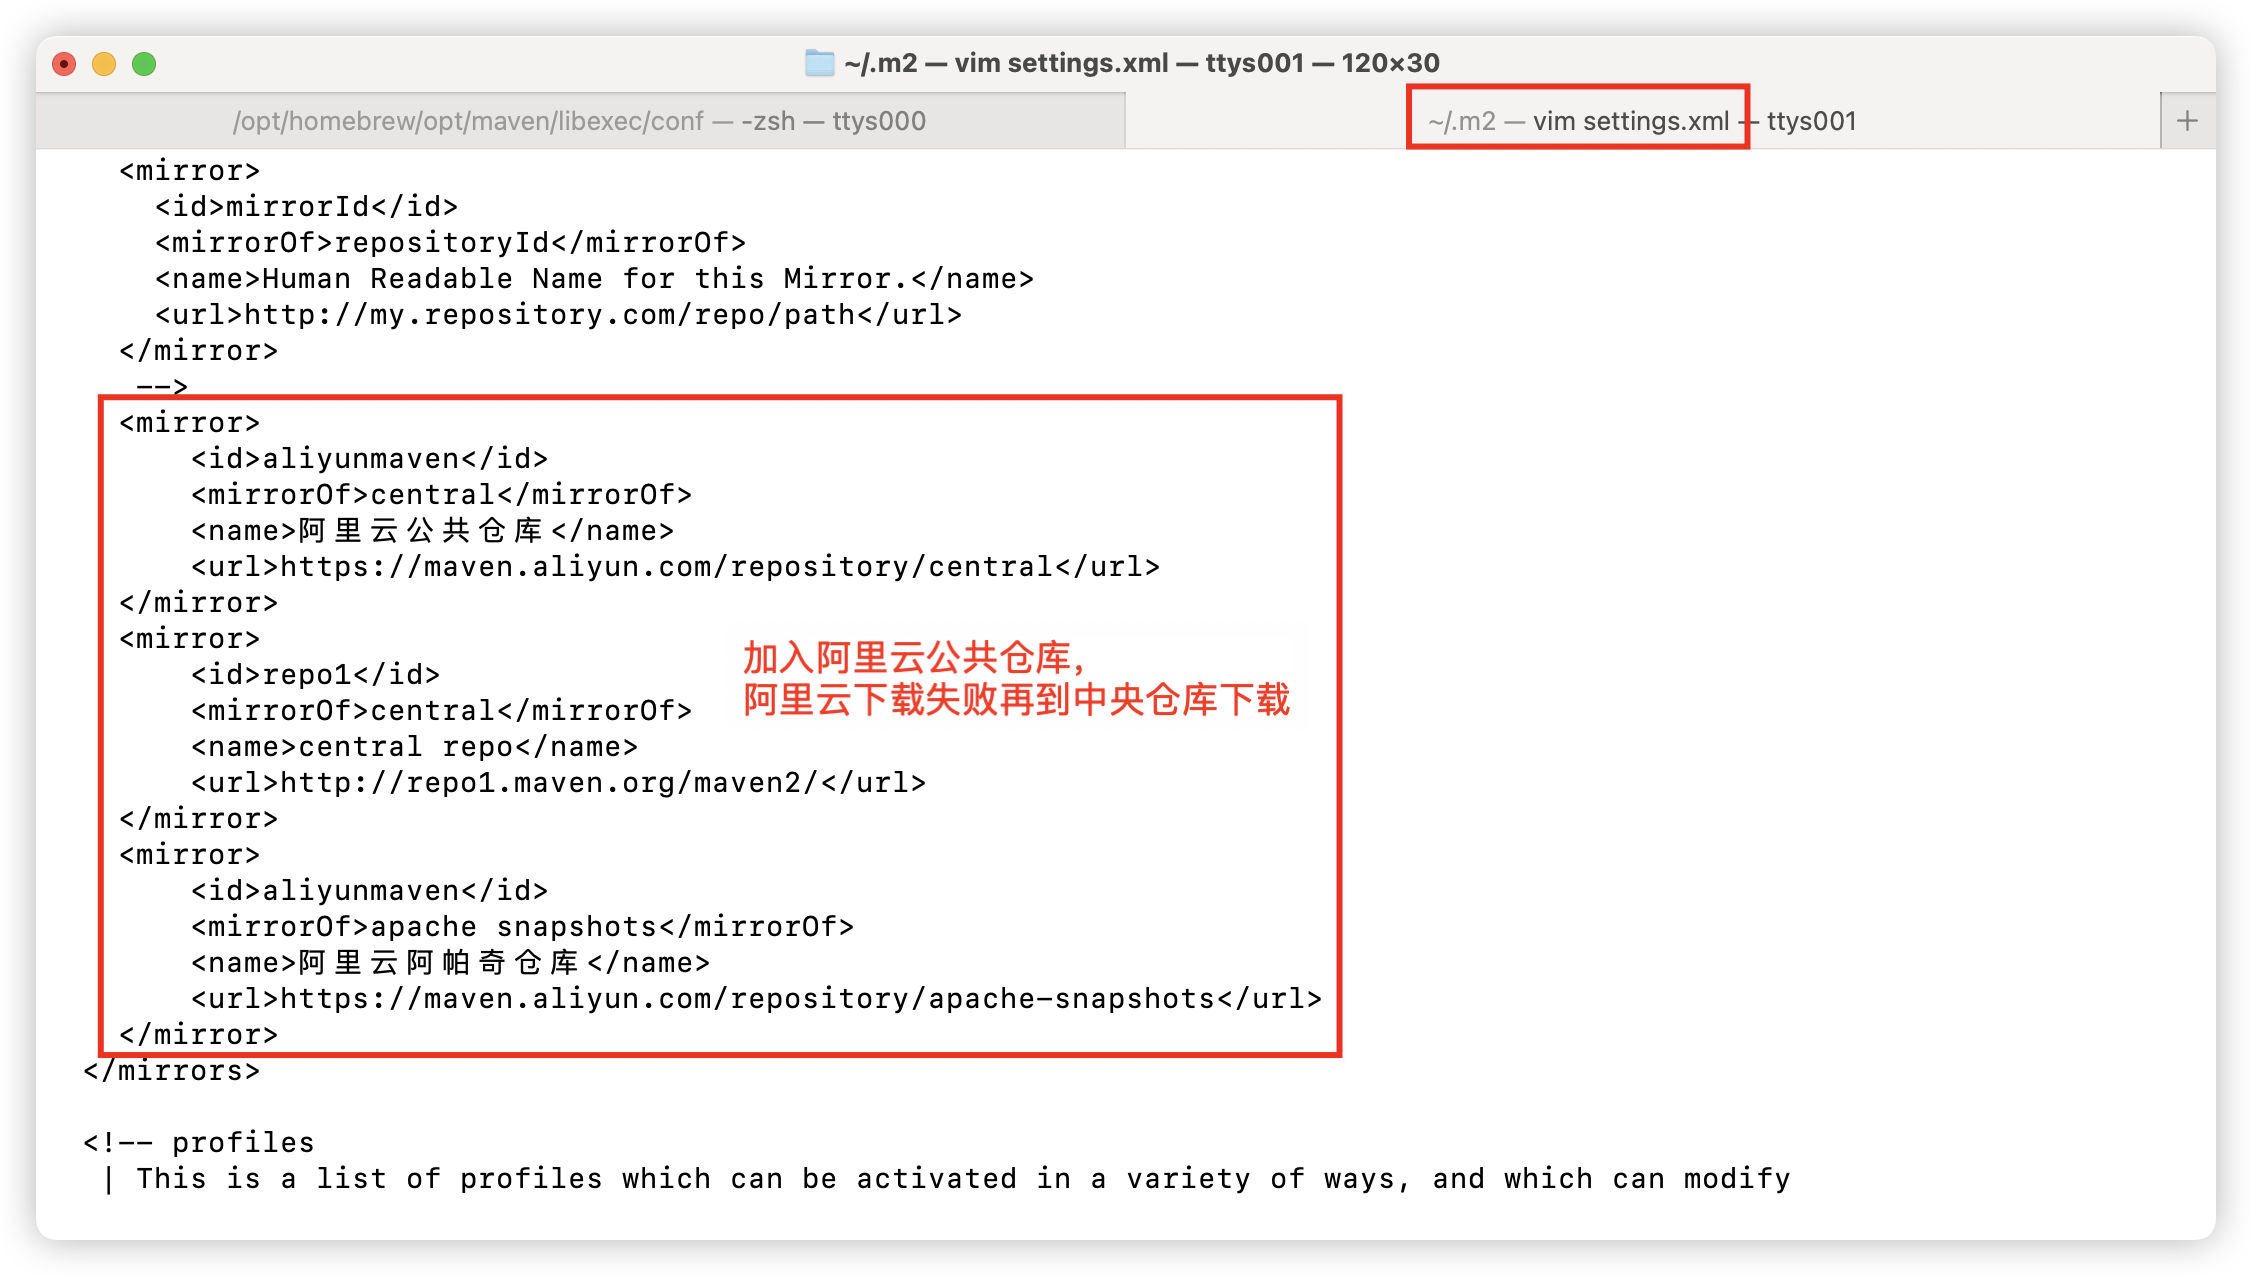 ~/.m2 — vim settings.xml — ttys001 — 120×30
/opt/homebrew/opt/maven/libexec/conf — -zsh — ttys000
~/.m2 — vim settings.xml — ttys001
+
<mirror>
<id>mirrorId</id>
<mirrorOf>repositoryId</mirrorOf>
<name>Human Readable Name for this Mirror.</name>
<url>http://my.repository.com/repo/path</url>
</mirror>
-->
<mirror>
<id>aliyunmaven</id>
<mirrorOf>central</mirrorOf>
<name>阿里云公共仓库</name>
<url>https://maven.aliyun.com/repository/central</url>
</mirror>
<mirror>
<id>repo1</id>
<mirrorOf>central</mirrorOf>
<name>central repo</name>
<url>http://repo1.maven.org/maven2/</url>
</mirror>
加入阿里云公共仓库，
阿里云下载失败再到中央仓库下载
<mirror>
<id>aliyunmaven</id>
<mirrorOf>apache snapshots</mirrorOf>
<name>阿里云阿帕奇仓库</name>
<url>https://maven.aliyun.com/repository/apache-snapshots</url>
</mirror>
</mirrors>
<!-- profiles
| This is a list of profiles which can be activated in a variety of ways, and which can modify